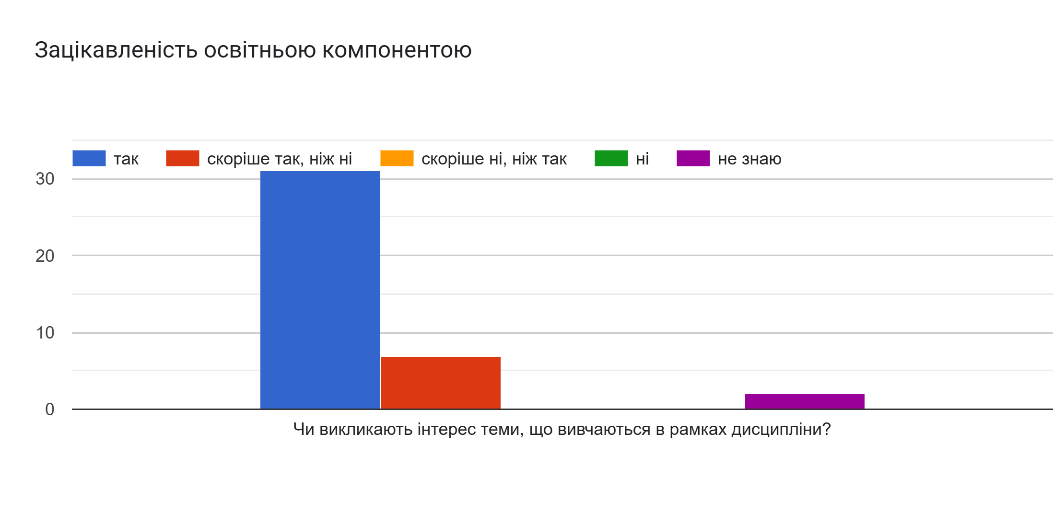 Зацікавленість освітньою компонентою
так скоріше так, ніж ні скоріше ні, ніж так ні не знаю
30
20
10
0
Чи викликають інтерес теми, що вивчаються в рамках дисципліни?